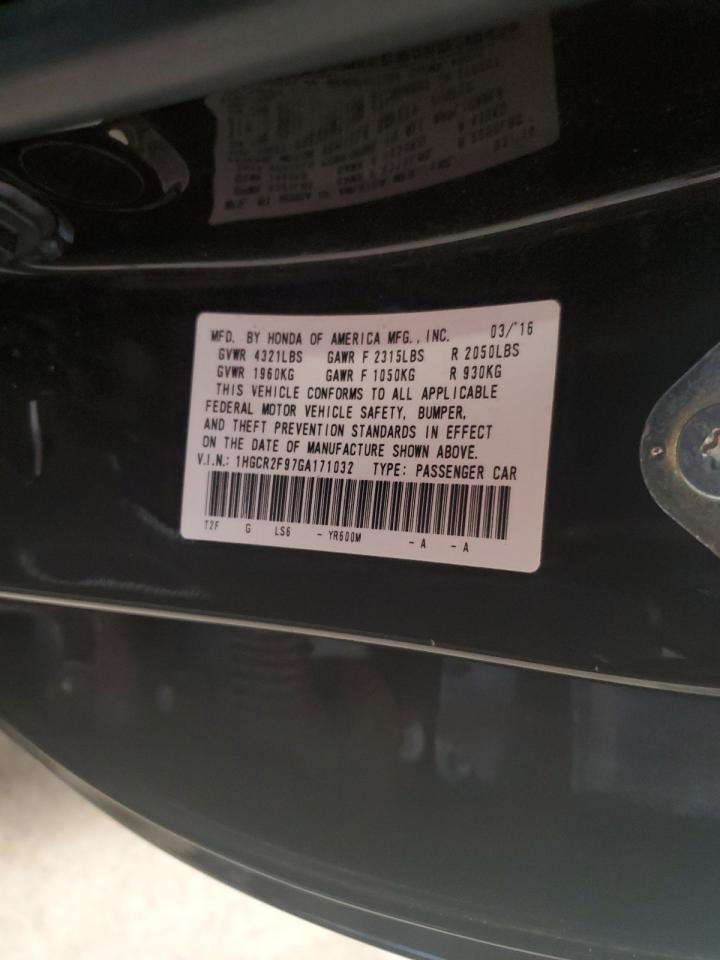 MFD. BY HONDA OF AMERICA MFG., INC. 03/'16
GVWR 4321LBS GAWR F 2315LBS R 2050LBS
GVWR 1960KG GAWR F 1050KG R 930KG
THIS VEHICLE CONFORMS TO ALL APPLICABLE
FEDERAL MOTOR VEHICLE SAFETY, BUMPER,
AND THEFT PREVENTION STANDARDS IN EFFECT
ON THE DATE OF MANUFACTURE SHOWN ABOVE.
V.I.N.: 1HGCR2F97GA171032 TYPE: PASSENGER CAR
T2F G LS6 - YR600M - A - A